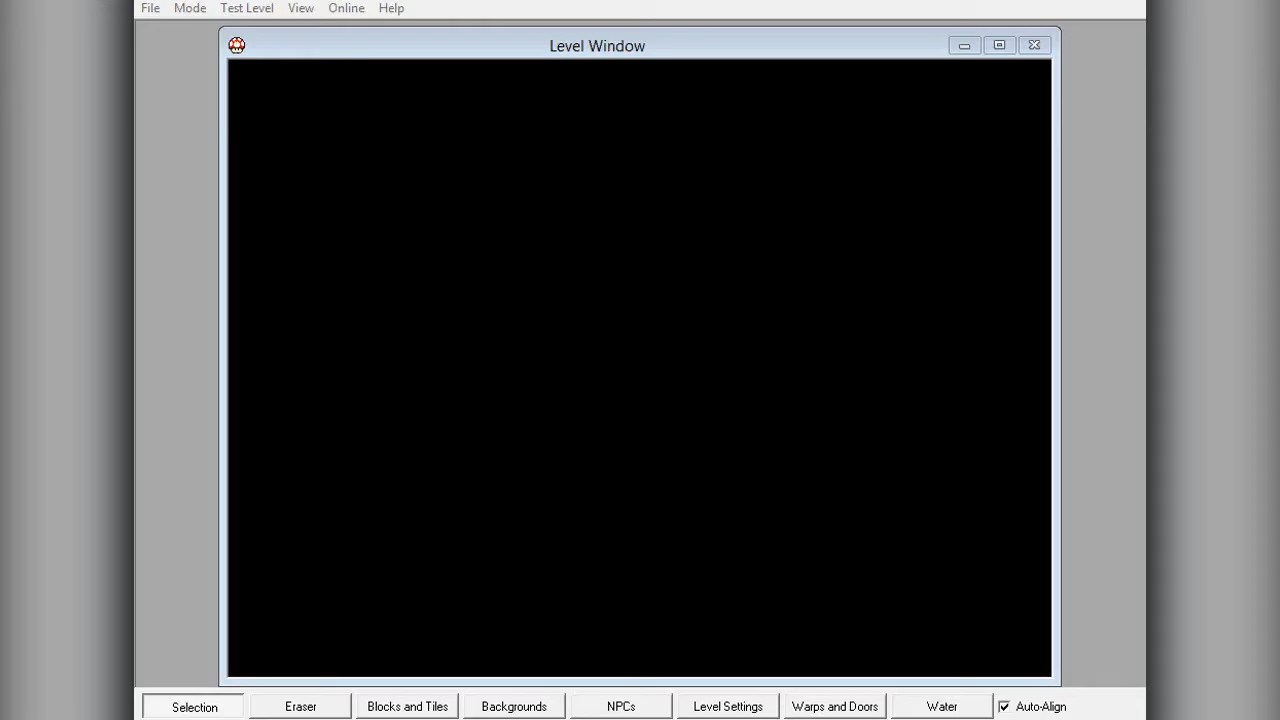 File Mode Test Level View Online Help
Level Window
Selection Eraser Blocks and Tiles Backgrounds NPCs Level Settings Warps and Doors Water Auto-Align